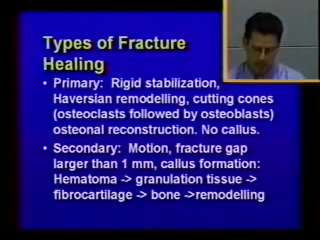 Types of Fracture
Healing
• Primary: Rigid stabilization,
Haversian remodelling, cutting cones
(osteoclasts followed by osteoblasts)
osteonal reconstruction. No callus.
• Secondary: Motion, fracture gap
larger than 1 mm, callus formation:
Hematoma -> granulation tissue ->
fibrocartilage -> bone ->remodelling